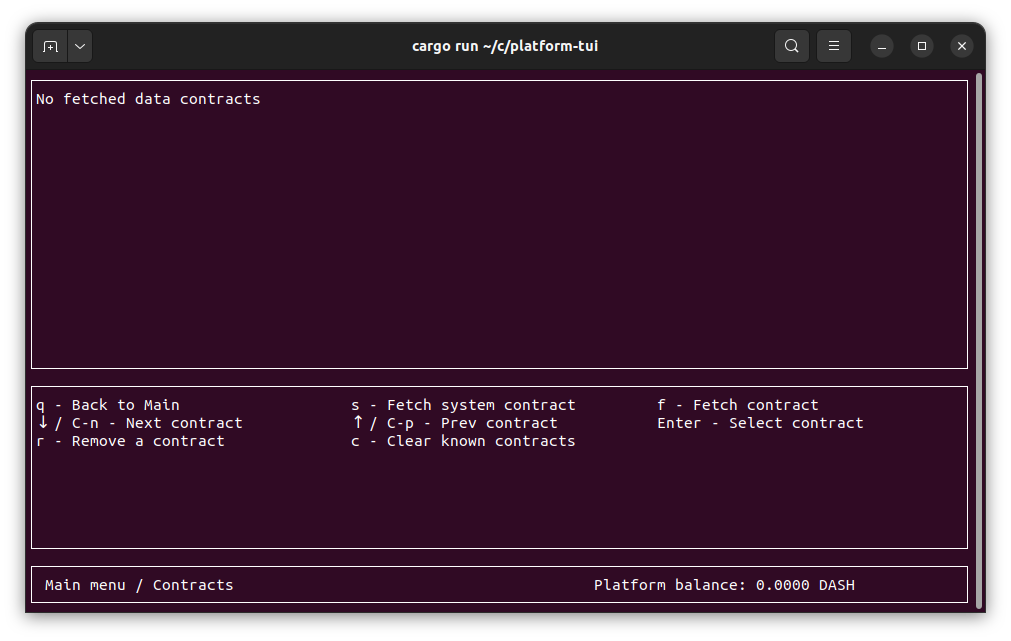 cargo run ~/c/platform-tui
No fetched data contracts
q - Back to Main s - Fetch system contract f - Fetch contract
↓/ C-n - Next contract ↑/ C-p - Prev contract Enter - Select contract
r - Remove a contract c - Clear known contracts
Main menu / Contracts Platform balance: 0.0000 DASH